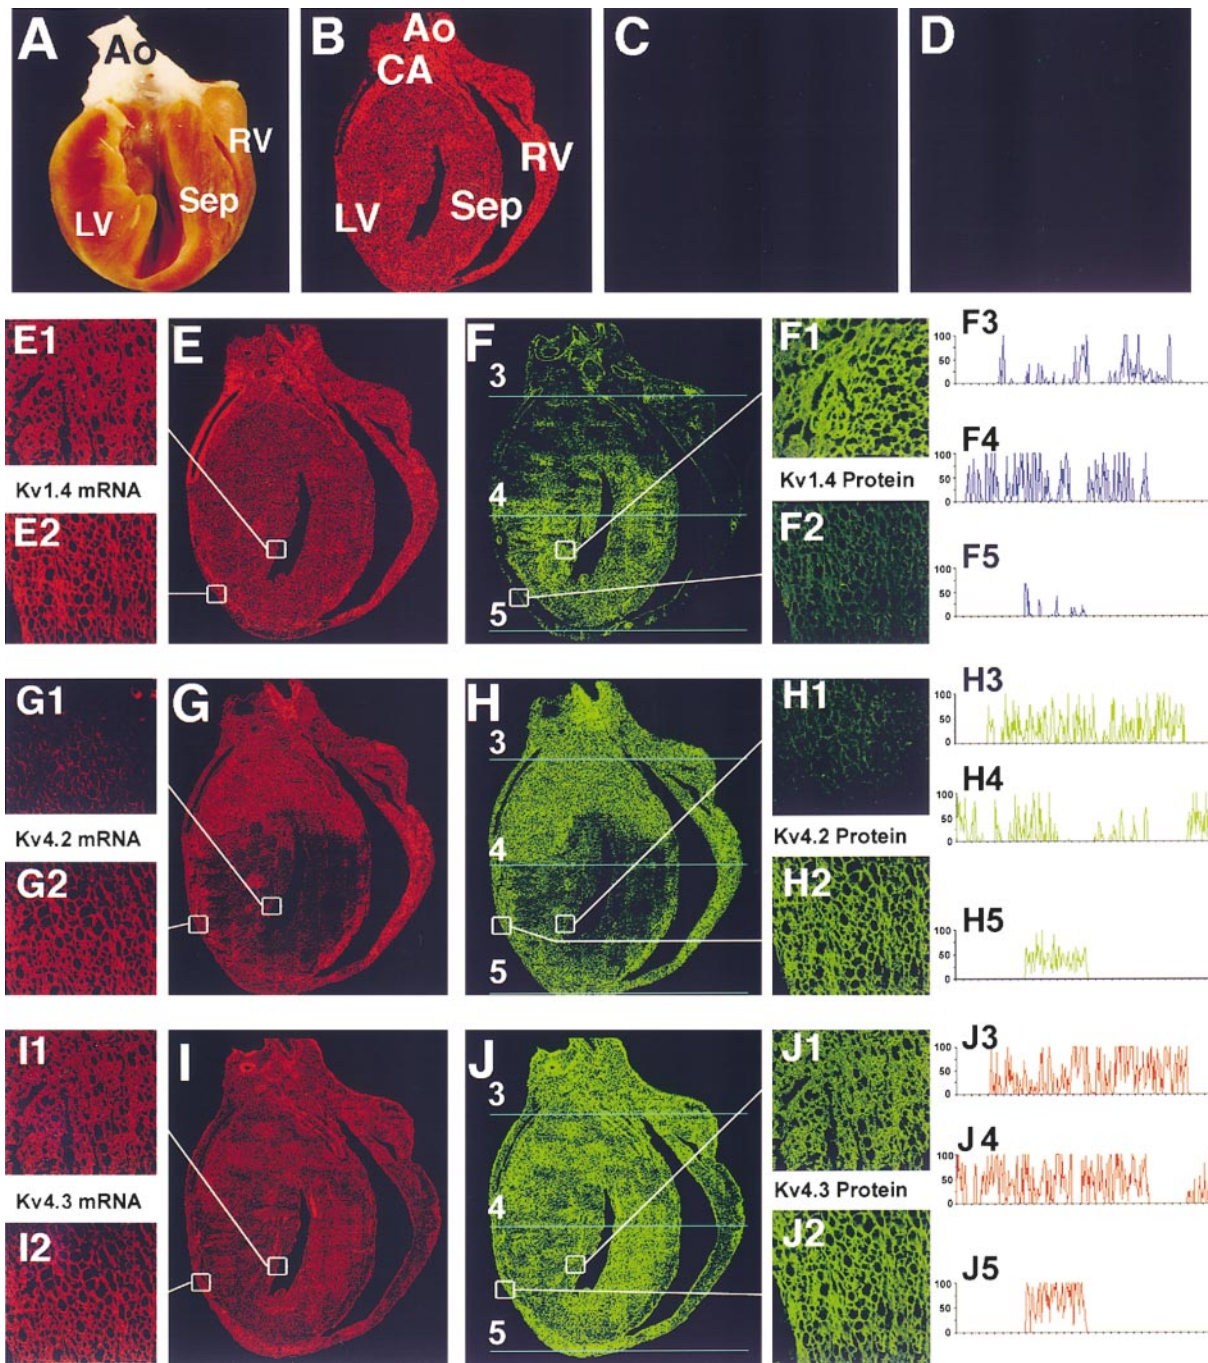 A
Ao
LV
Sep
RV
B
Ao
CA
LV
Sep
RV
C
D
E1
Kv1.4 mRNA
E2
E
F
3
4
5
F1
Kv1.4 Protein
F2
F3
100
50
0
F4
100
50
0
F5
100
50
0
G1
Kv4.2 mRNA
G2
G
H
3
4
5
H1
Kv4.2 Protein
H2
H3
100
50
0
H4
100
50
0
H5
100
50
0
I1
Kv4.3 mRNA
I2
I
J
3
4
5
J1
Kv4.3 Protein
J2
J3
100
50
0
J4
100
50
0
J5
100
50
0